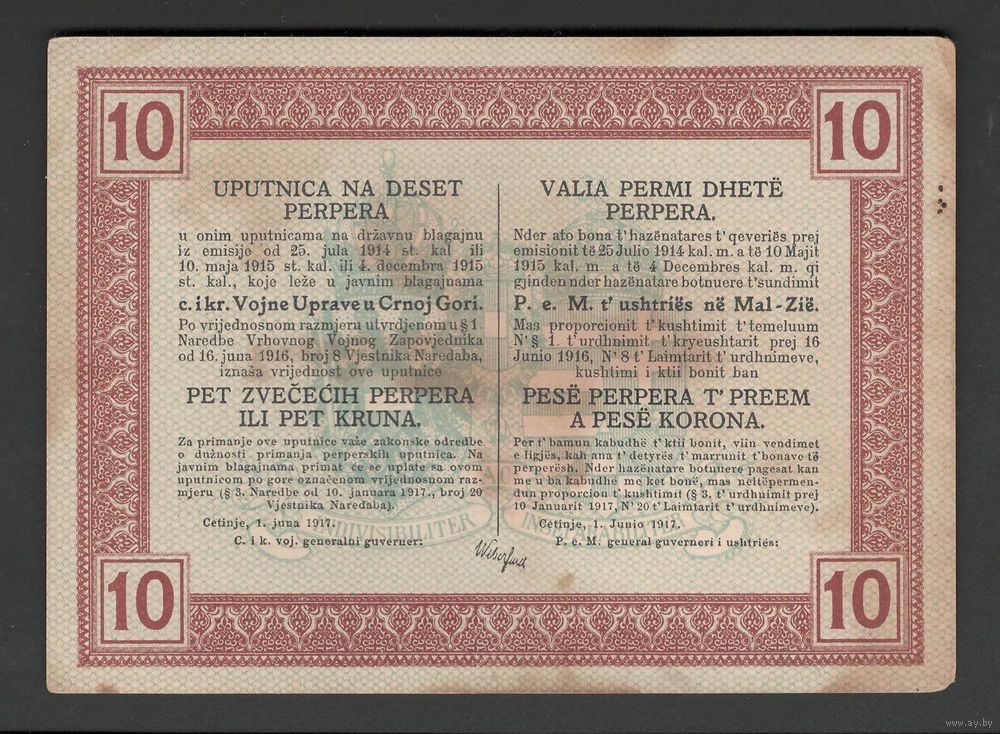 10
10
UPUTNICA NA DESET
PERPERA
u onim uputnicama na državnu blagajnu
iz emisije od 25. jula 1914 st. kal ili
10. maja 1915 st. kal. ili 4. decembra 1915
st. kal., koje leže u javnim blagajnama
c. i kr. Vojne Uprave u Crnoj Gori.
Po vrijednosnom razmjeru utvrdjenom u § 1
Naredbe Vrhovnog Vojnog Zapovjednika
od 16. juna 1916, broj 8 Vjestnika Naredaba,
iznaša vrijednost ove uputnice
PET ZVEČEĆIH PERPERA
ILI PET KRUNA.
Za primanje ove uputnice važe zakonske odredbe
o dužnosti primanja perperskih uputnica. Na
javnim blagajnama primat će se uplate sa ovom
uputnicom po gore označenom vrijednosnom raz-
mjeru (§ 3. Naredbe od 10. januara 1917., broj 20
Vjestnika Naredaba).
Cetinje, 1. juna 1917.
C. i k. voj. generalni guverner:
VALIA PERMI DHETË
PERPERA.
Nder ato bona t' hazënatares t' qeveriës prej
emisionit të 25 Julio 1914 kal. m. a të 10 Majit
1915 kal. m. a të 4 Decembres kal. m. qi
gjinden nder hazënatare botnuere t' sundimit
P. e. M. t' ushtriës në Mal-Zië.
Mas proporcionit t' kushtimit t' temeluum
N' § 1. t' urdhnimit t' kryeushtarit prej 16
Junio 1916, N' 8 t' Laimtarit t' urdhnimeve,
kushtimi i ktii bonit ban
PESË PERPERA T' PREEM
A PESË KORONA.
Per t' bamun kabudhë t' ktii bonit, viin vendimet
e ligjës, kah ana t' detyrës t' marrunit t' bonave të
perperësh. Nder hazënatare botnuere pagesat kan
me u ba kabudhë me ket bonë, mas neltëpermen-
dun proporcion t' kushtimit (§ 3. t' urdhnimit prej
10 Januarit 1917, N' 20 t' Laimtarit t' urdhnimeve).
Cetinje, 1. Junio 1917.
P. e M. general guverneri i ushtriës:
INDIVISIBILITER
10
10
www.ay.by